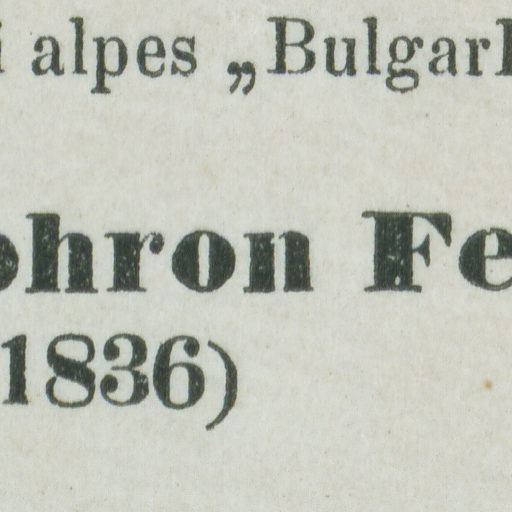 i alpes „Bulgar
ohron Fe
1836)